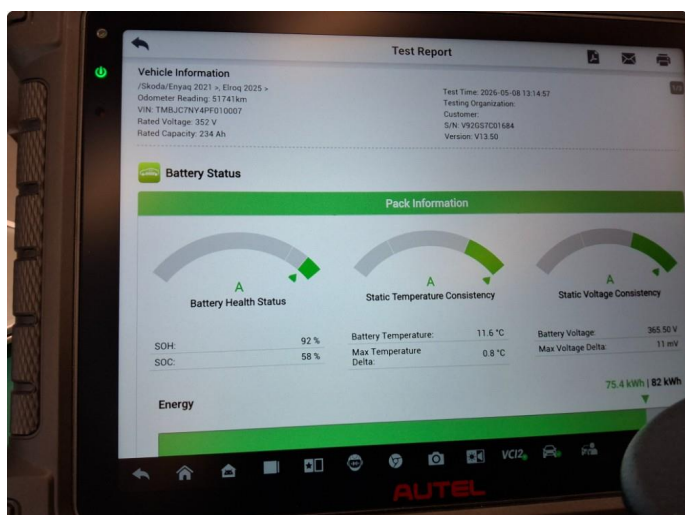 Test Report
Vehicle Information
/Skoda/Enyaq 2021 >, Elroq 2025 >
Odometer Reading: 51741km
VIN: TMBJC7NY4PF010007
Rated Voltage: 352 V
Rated Capacity: 234 Ah
Test Time: 2026-05-08 13:14:57
Testing Organization:
Customer:
S/N: V92GS7C01684
Version: V13.50
Battery Status
Pack Information
A
Battery Health Status
A
Static Temperature Consistency
A
Static Voltage Consistency
SOH: 92 %
SOC: 58 %
Battery Temperature: 11.6 °C
Max Temperature Delta: 0.8 °C
Battery Voltage: 365.50 V
Max Voltage Delta: 11 mV
Energy
75.4 kWh | 82 kWh
VCI2
AUTEL